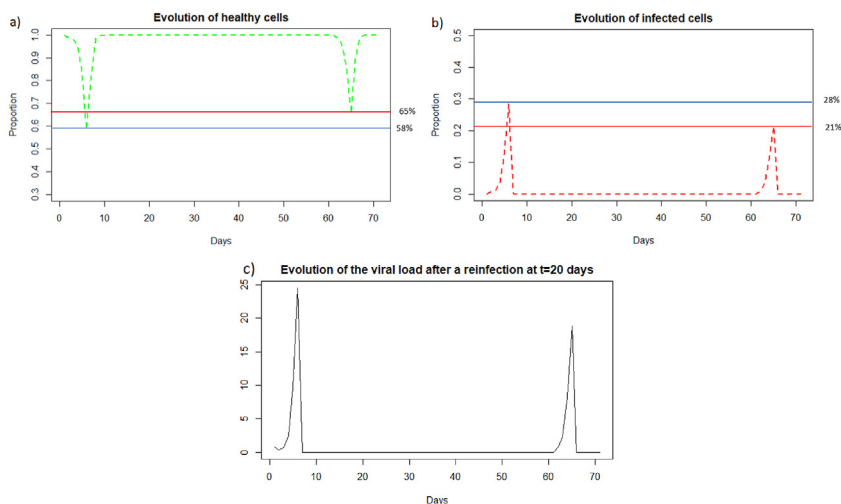 a)
Evolution of healthy cells
Proportion
1.0
0.9
0.8
0.7
0.6
0.5
0.4
0.3
65%
58%
0 10 20 30 40 50 60 70
Days
b)
Evolution of infected cells
Proportion
0.5
0.4
0.3
0.2
0.1
0.0
28%
21%
0 10 20 30 40 50 60 70
Days
c)
Evolution of the viral load after a reinfection at t=20 days
25
20
15
10
5
0
0 10 20 30 40 50 60 70
Days